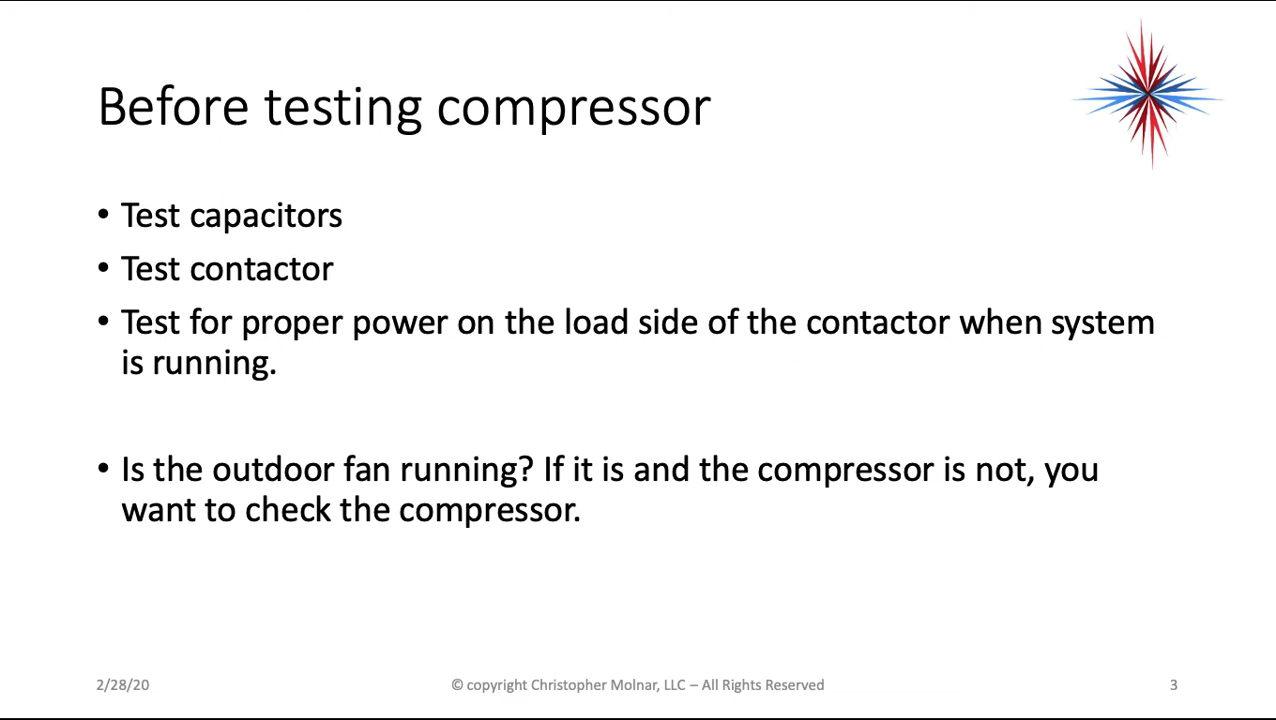 Before testing compressor
• Test capacitors
• Test contactor
• Test for proper power on the load side of the contactor when system
is running.
• Is the outdoor fan running? If it is and the compressor is not, you
want to check the compressor.
2/28/20
© copyright Christopher Molnar, LLC – All Rights Reserved
3